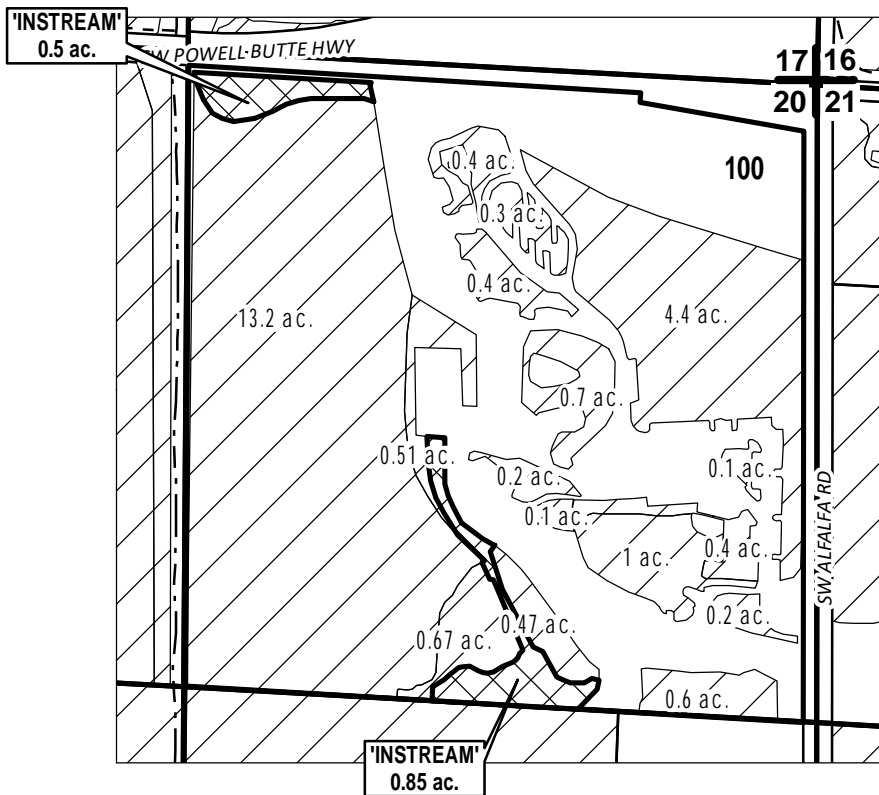 'INSTREAM'
0.5 ac.
SW POWELL-BUTTE HWY
17 16
20 21
100
0.4 ac.
0.3 ac.
0.4 ac.
13.2 ac.
4.4 ac.
0.7 ac.
0.51 ac.
0.2 ac.
0.1 ac.
0.1 ac.
1 ac.
0.4 ac.
SW ALFALFA RD
0.2 ac.
0.47 ac.
0.67 ac.
0.6 ac.
'INSTREAM'
0.85 ac.